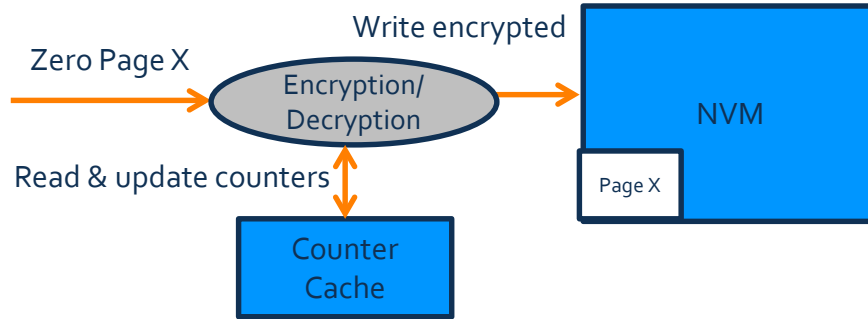 Write encrypted
Zero Page X
Encryption/
Decryption
NVM
Read & update counters
Page X
Counter
Cache